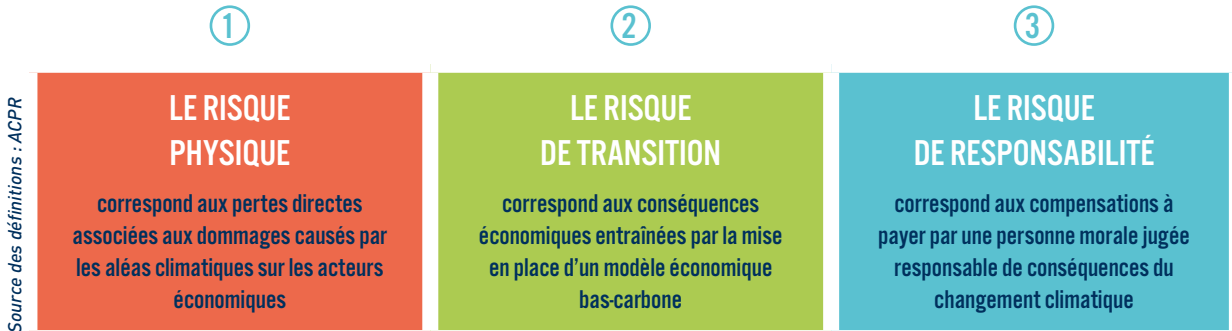 1
LE RISQUE
PHYSIQUE
correspond aux pertes directes
associées aux dommages causés par
les aléas climatiques sur les acteurs
économiques
2
LE RISQUE
DE TRANSITION
correspond aux conséquences
économiques entraînées par la mise
en place d’un modèle économique
bas-carbone
3
LE RISQUE
DE RESPONSABILITÉ
correspond aux compensations à
payer par une personne morale jugée
responsable de conséquences du
changement climatique
Source des définitions : ACPR